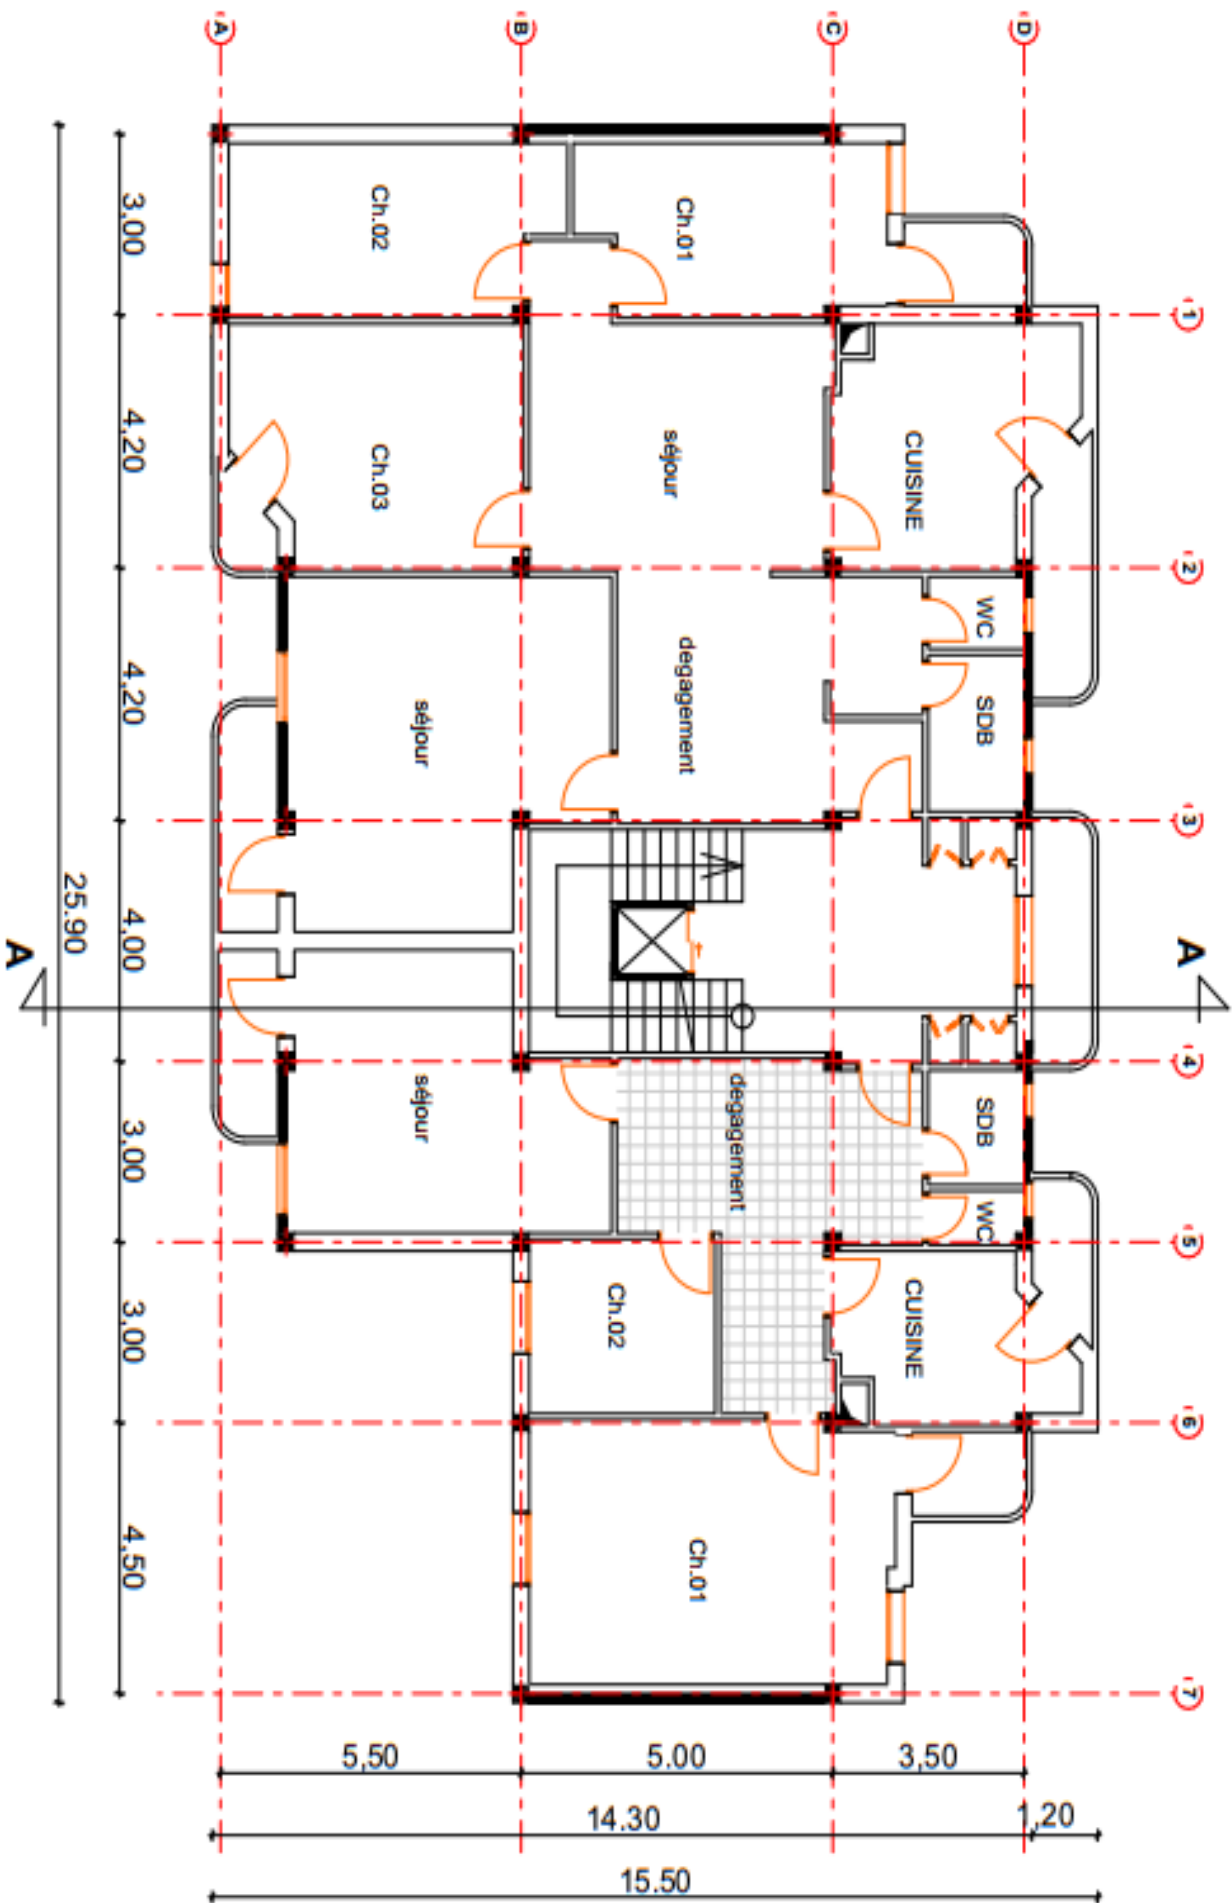 A
B
C
D
1
2
3
4
5
6
7
Ch.02
Ch.01
Ch.03
séjour
CUISINE
WC
SDB
degagement
séjour
séjour
degagement
SDB
WC
CUISINE
Ch.02
Ch.01
3,00
4,20
4,20
4,00
3,00
3,00
4,50
25.90
A
A
5,50
5.00
3,50
14.30
1,20
15.50